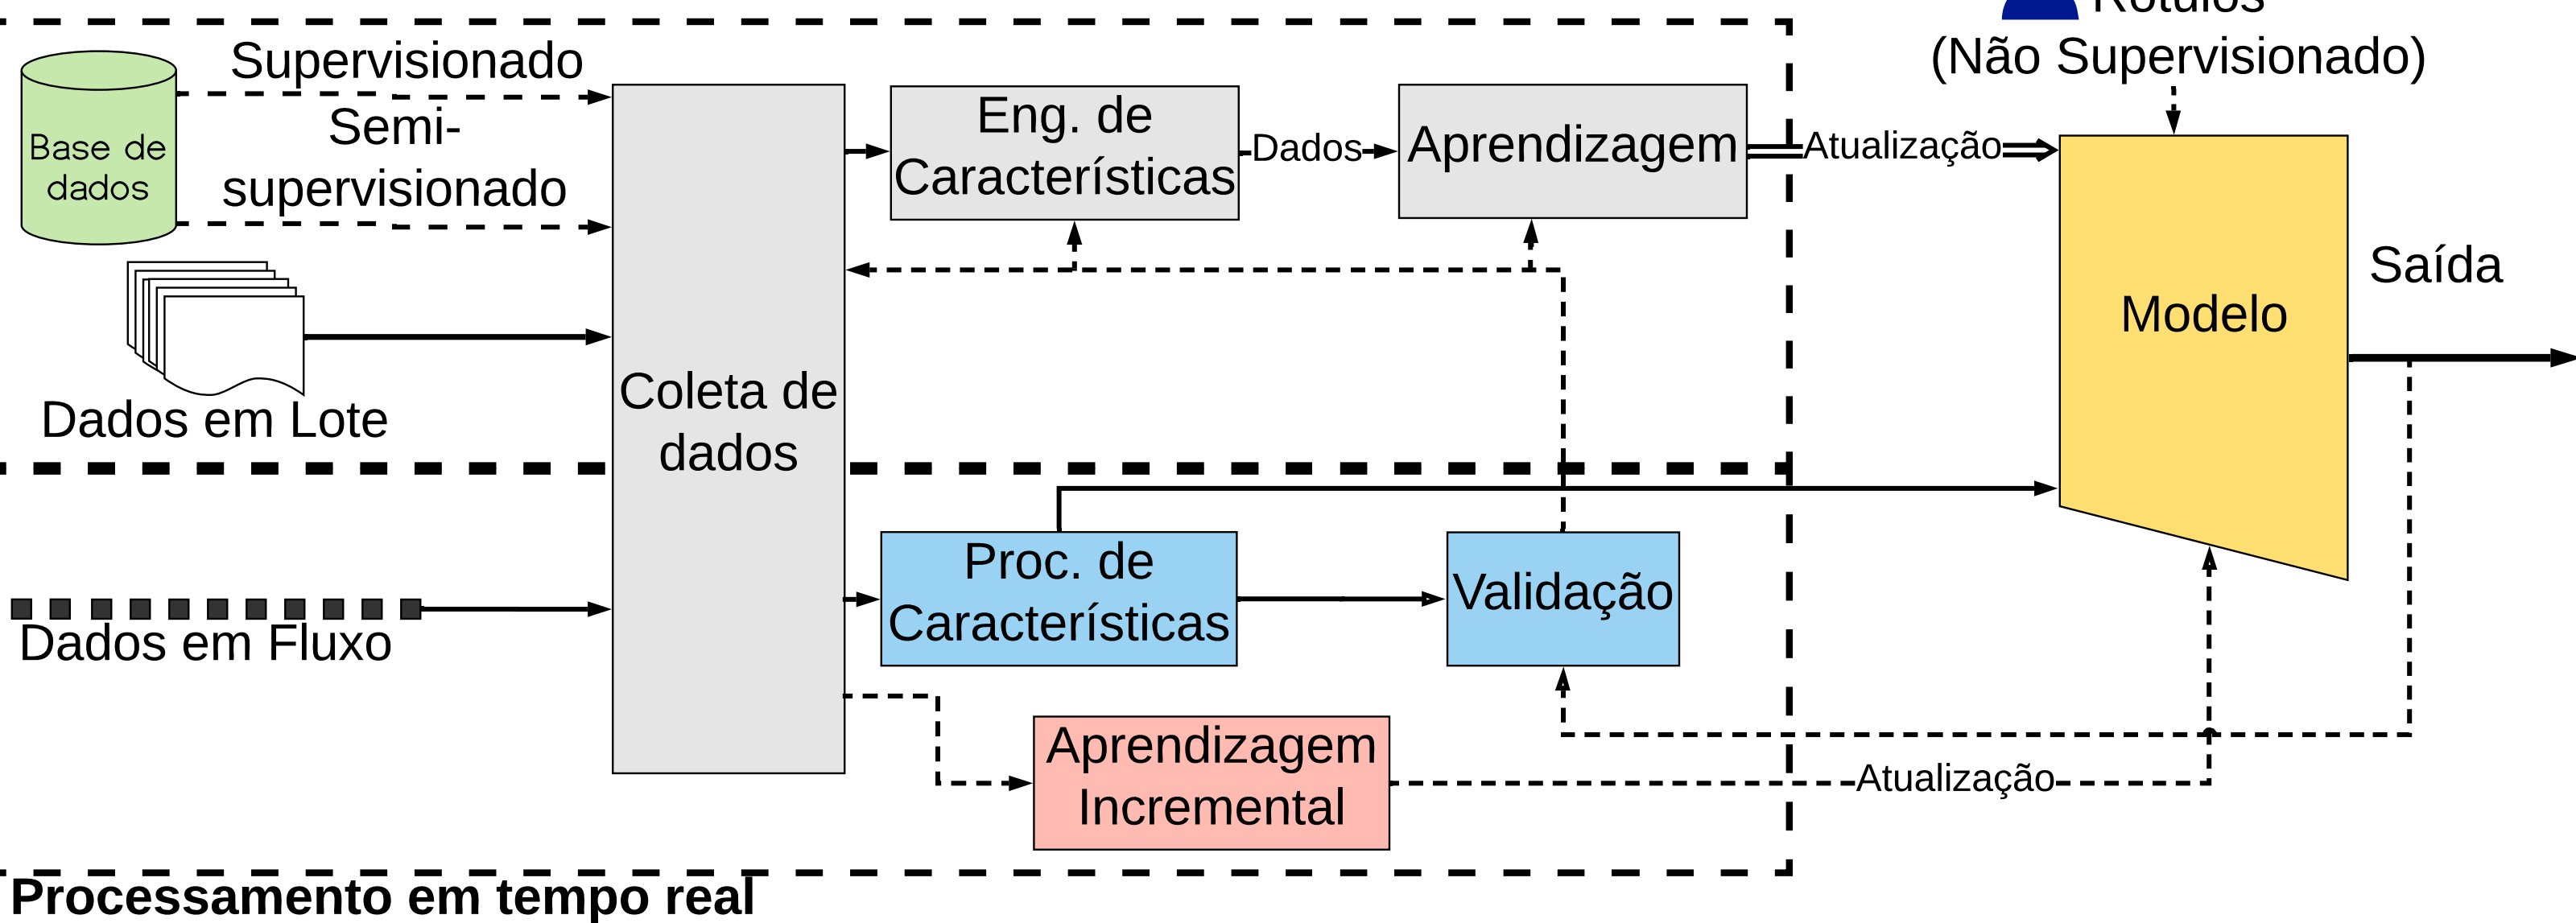 Rótulos
(Não Supervisionado)
Supervisionado
Semi-
supervisionado
Base de
dados
Dados em Lote
Coleta de
dados
Eng. de
Características
Dados
Aprendizagem
Atualização
Modelo
Saída
Dados em Fluxo
Proc. de
Características
Validação
Aprendizagem
Incremental
Atualização
Processamento em tempo real